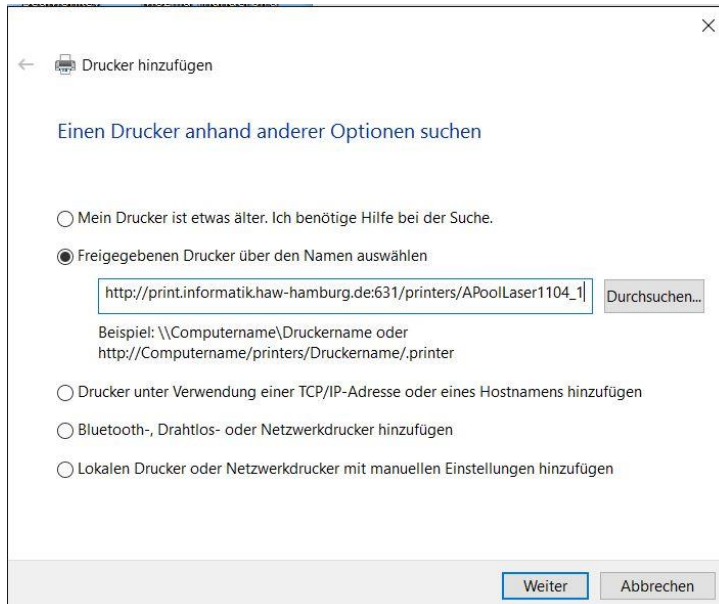 Drucker hinzufügen
Einen Drucker anhand anderer Optionen suchen
Mein Drucker ist etwas älter. Ich benötige Hilfe bei der Suche.
Freigegebenen Drucker über den Namen auswählen
http://print.informatik.haw-hamburg.de:631/printers/APoolLaser1104_1
Durchsuchen...
Beispiel: \\Computername\Druckername oder
http://Computername/printers/Druckername/.printer
Drucker unter Verwendung einer TCP/IP-Adresse oder eines Hostnamens hinzufügen
Bluetooth-, Drahtlos- oder Netzwerkdrucker hinzufügen
Lokalen Drucker oder Netzwerkdrucker mit manuellen Einstellungen hinzufügen
Weiter
Abbrechen